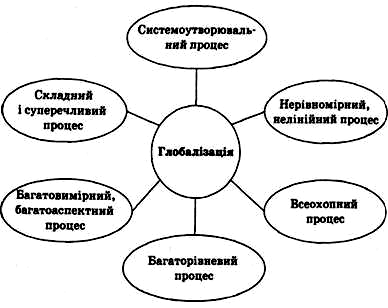 Системоутворюваль-
ний процес
Складний
і суперечливий
процес
Нерівномірний,
нелінійний процес
Глобалізація
Багатовимірний,
багатоаспектний
процес
Всеохопний
процес
Багаторівневий
процес